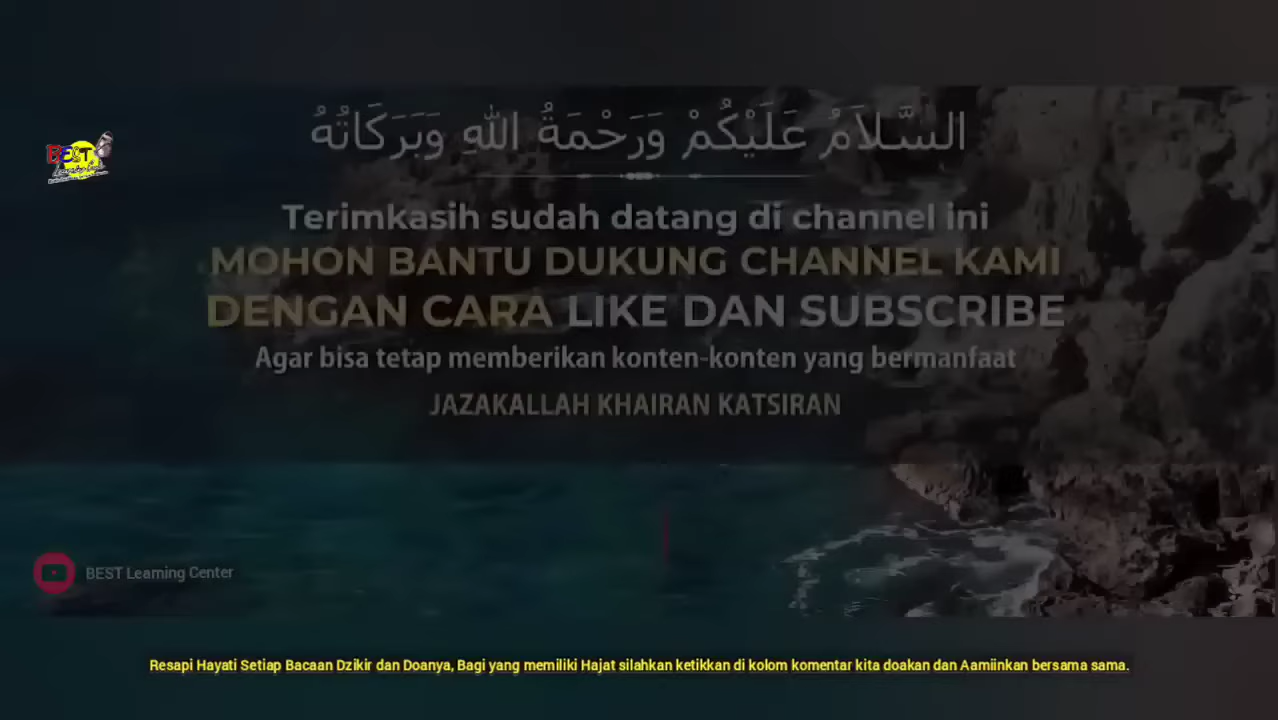 السَّلَامُ عَلَيْكُمْ وَرَحْمَةُ اللهِ وَبَرَكَاتُهُ
BEST
Terimkasih sudah datang di channel ini
MOHON BANTU DUKUNG CHANNEL KAMI
DENGAN CARA LIKE DAN SUBSCRIBE
Agar bisa tetap memberikan konten-konten yang bermanfaat
JAZAKALLAH KHAIRAN KATSIRAN
BEST Learning Center
Resapi Hayati Setiap Bacaan Dzikir dan Doanya, Bagi yang memiliki Hajat silahkan ketikkan di kolom komentar kita doakan dan Aamiinkan bersama sama.